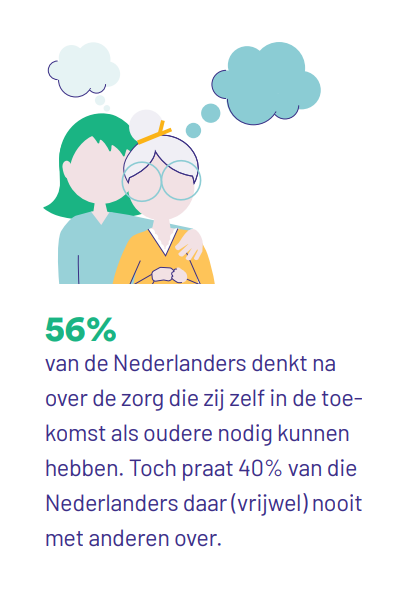 56%
van de Nederlanders denkt na
over de zorg die zij zelf in de toe-
komst als oudere nodig kunnen
hebben. Toch praat 40% van die
Nederlanders daar (vrijwel) nooit
met anderen over.